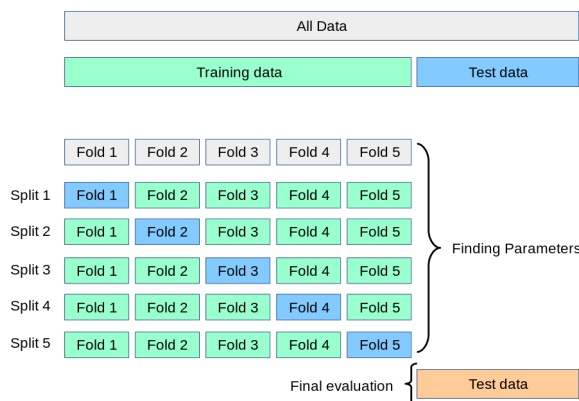 All Data
Training data Test data
Fold 1 Fold 2 Fold 3 Fold 4 Fold 5
Split 1 Fold 1 Fold 2 Fold 3 Fold 4 Fold 5
Split 2 Fold 1 Fold 2 Fold 3 Fold 4 Fold 5
Finding Parameters
Split 3 Fold 1 Fold 2 Fold 3 Fold 4 Fold 5
Split 4 Fold 1 Fold 2 Fold 3 Fold 4 Fold 5
Split 5 Fold 1 Fold 2 Fold 3 Fold 4 Fold 5
Final evaluation Test data